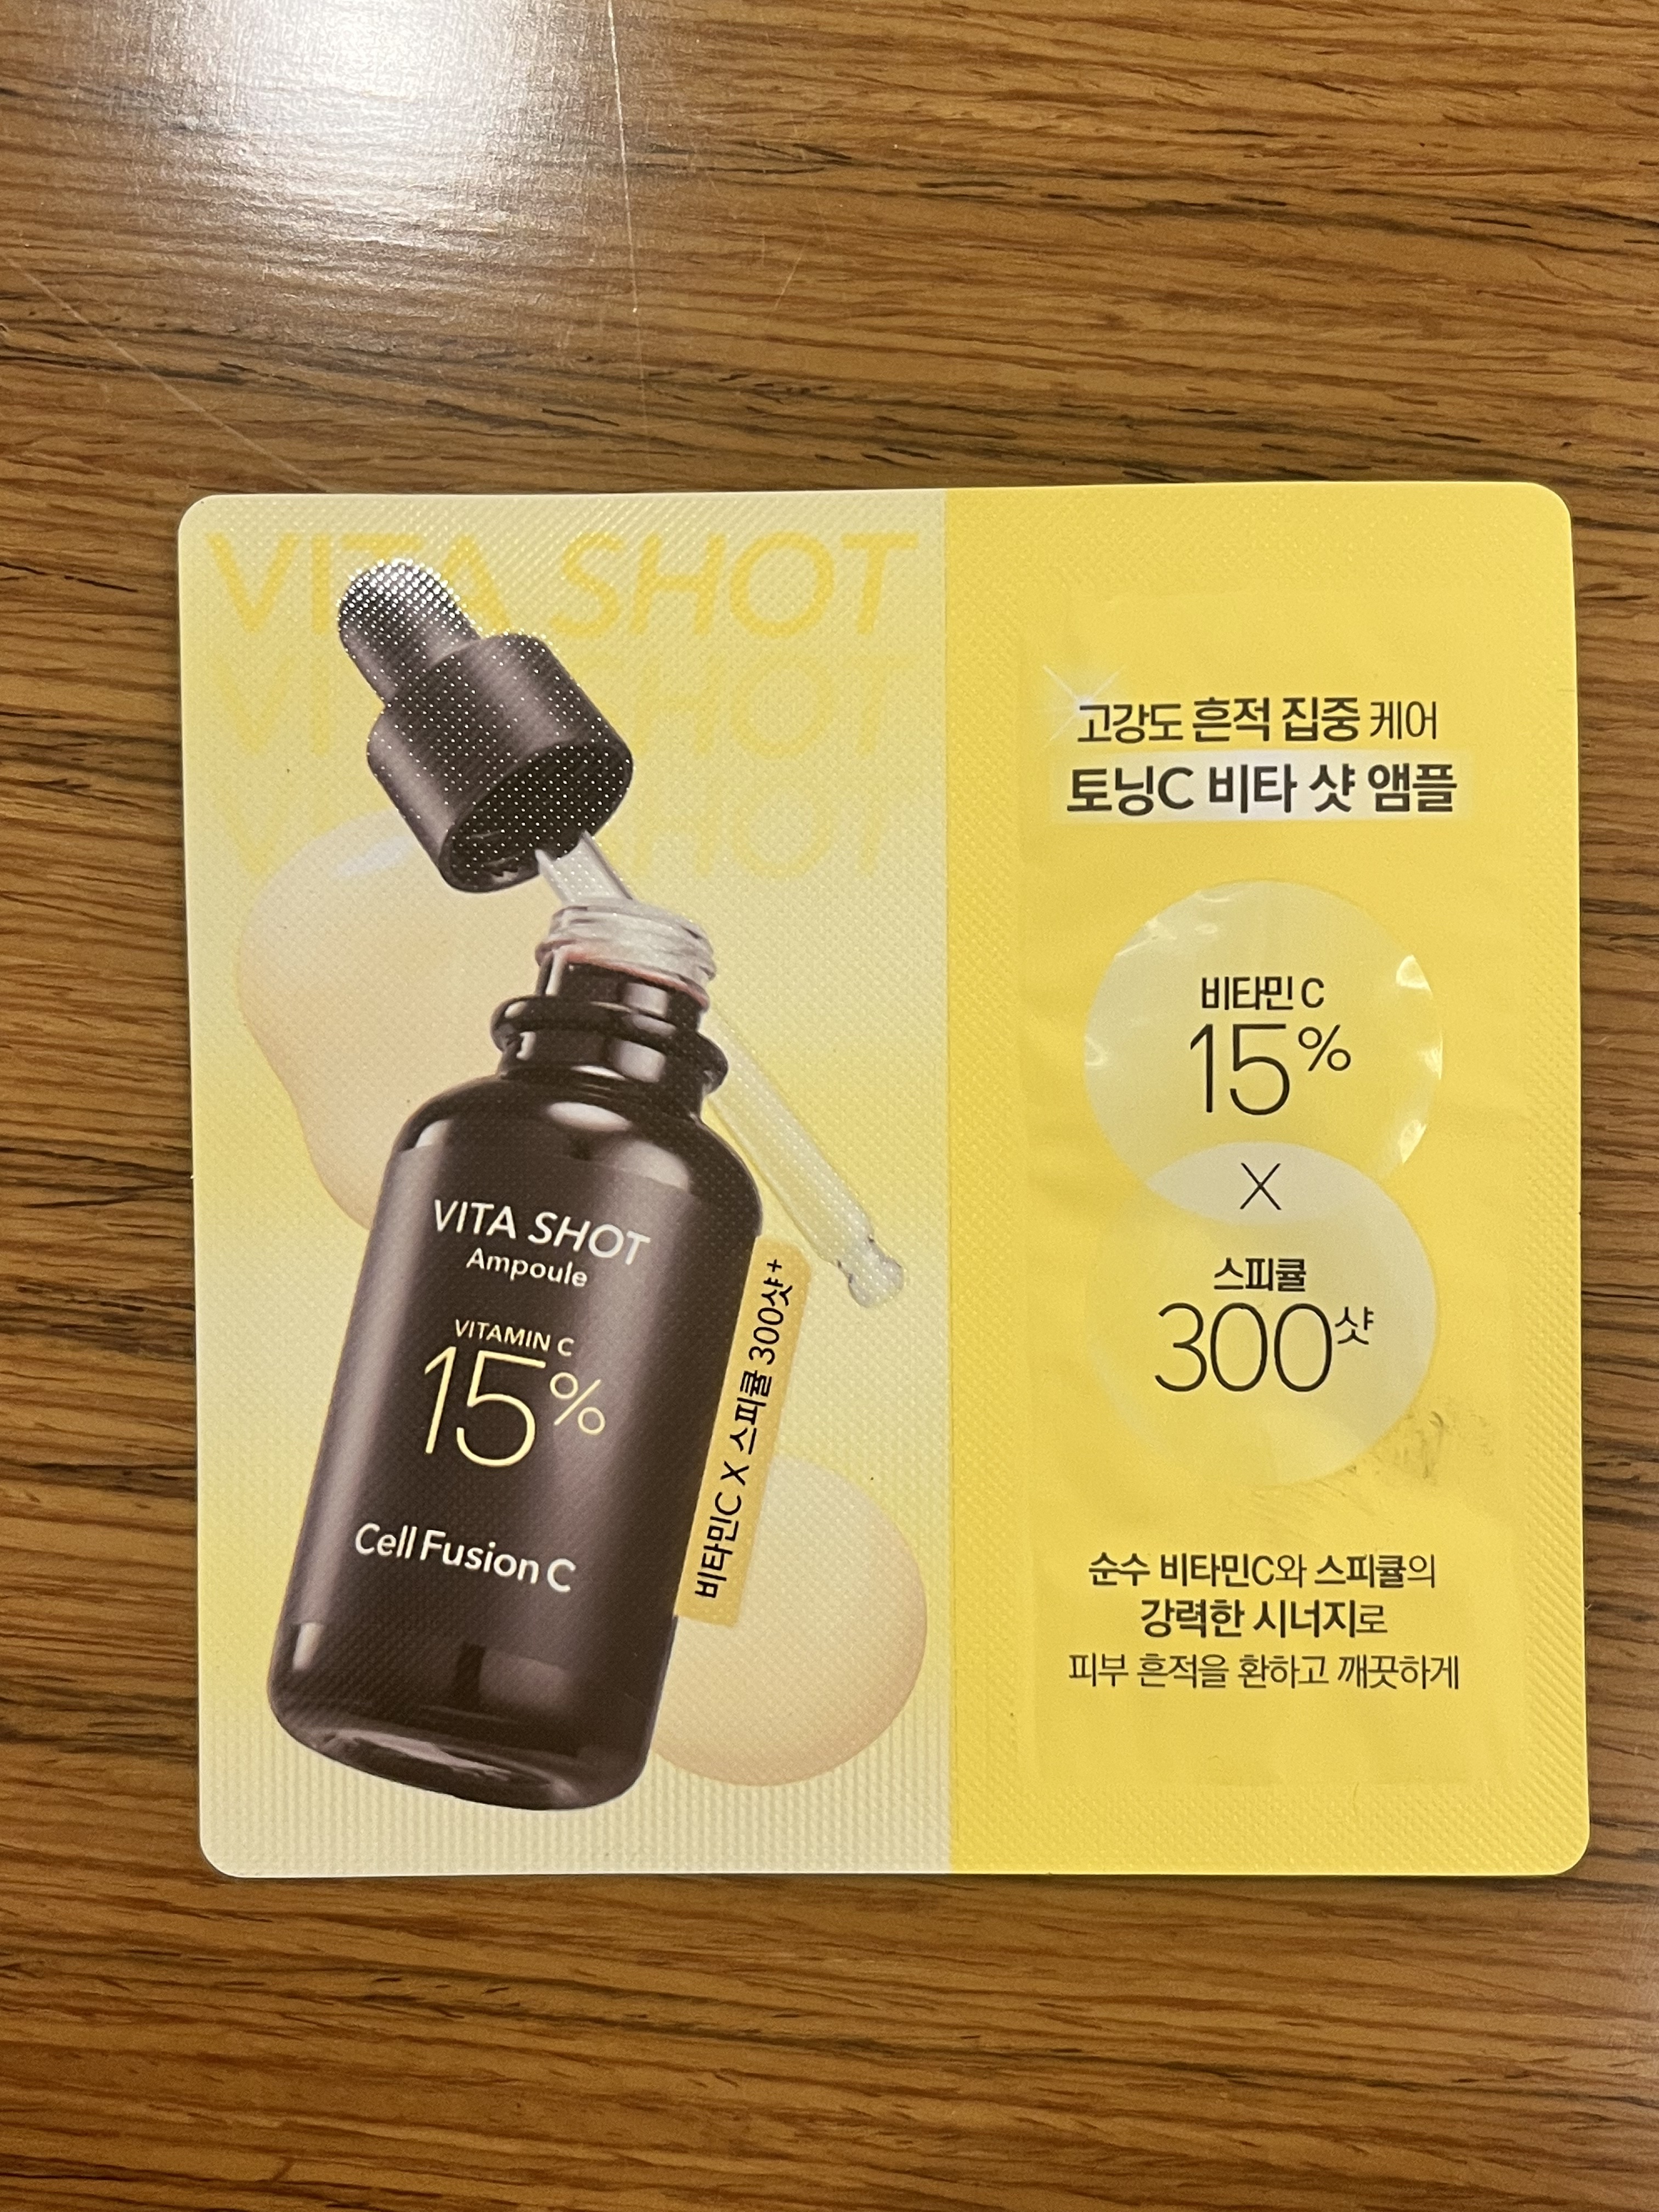 VITA SHOT
VITA SHOT
Ampoule
VITAMIN C
15%
Cell Fusion C
비타민C X 스피큘 300샷+
고강도 흔적 집중 케어
토닝C 비타 샷 앰플
비타민 C
15%
X
스피큘
300샷
순수 비타민C와 스피큘의
강력한 시너지로
피부 흔적을 환하고 깨끗하게